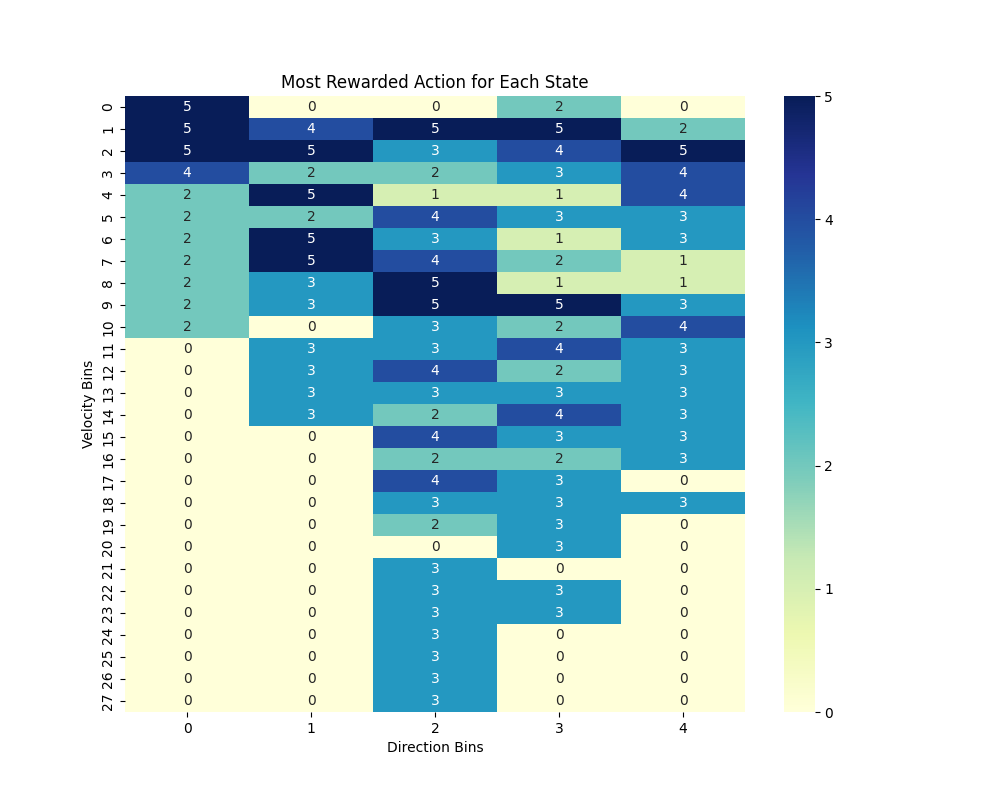 Most Rewarded Action for Each State
0 5 0 0 2 0
1 5 4 5 5 2
2 5 5 3 4 5
3 4 2 2 3 4
4 2 5 1 1 4
5 2 2 4 3 3
6 2 5 3 1 3
7 2 5 4 2 1
8 2 3 5 1 1
9 2 3 5 5 3
10 2 0 3 2 4
11 0 3 3 4 3
12 0 3 4 2 3
13 0 3 3 3 3
14 0 3 2 4 3
15 0 0 4 3 3
16 0 0 2 2 3
17 0 0 4 3 0
18 0 0 3 3 3
19 0 0 2 3 0
20 0 0 0 3 0
21 0 0 3 0 0
22 0 0 3 3 0
23 0 0 3 3 0
24 0 0 3 0 0
25 0 0 3 0 0
26 0 0 3 0 0
27 0 0 3 0 0
0 1 2 3 4
Direction Bins
Velocity Bins
5
4
3
2
1
0